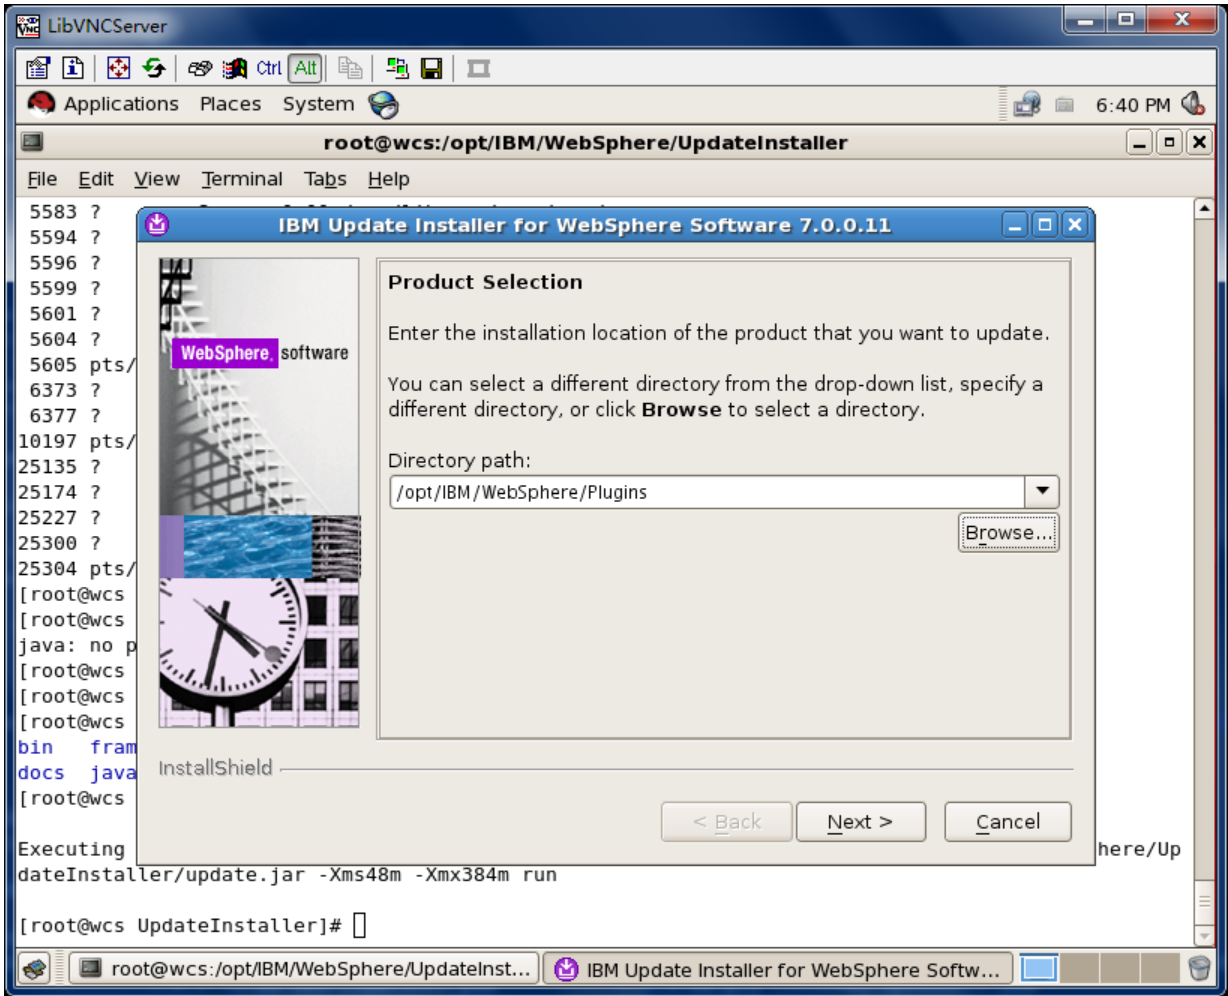 LibVNCServer
Ctrl Alt
Applications Places System 6:40 PM
root@wcs:/opt/IBM/WebSphere/UpdateInstaller
File Edit View Terminal Tabs Help
5583 ?
IBM Update Installer for WebSphere Software 7.0.0.11
5594 ?
5596 ?
5599 ?
5601 ?
5604 ?
5605 pts/
6373 ?
6377 ?
10197 pts/
25135 ?
25174 ?
25227 ?
25300 ?
25304 pts/
[root@wcs
[root@wcs
java: no p
[root@wcs
[root@wcs
[root@wcs
bin fram
docs java
[root@wcs
WebSphere. software
Product Selection
Enter the installation location of the product that you want to update.
You can select a different directory from the drop-down list, specify a
different directory, or click Browse to select a directory.
Directory path:
/opt/IBM/WebSphere/Plugins
Browse...
InstallShield
< Back Next > Cancel
Executing here/Up
dateInstaller/update.jar -Xms48m -Xmx384m run
[root@wcs UpdateInstaller]#
root@wcs:/opt/IBM/WebSphere/UpdateInst... IBM Update Installer for WebSphere Softw...